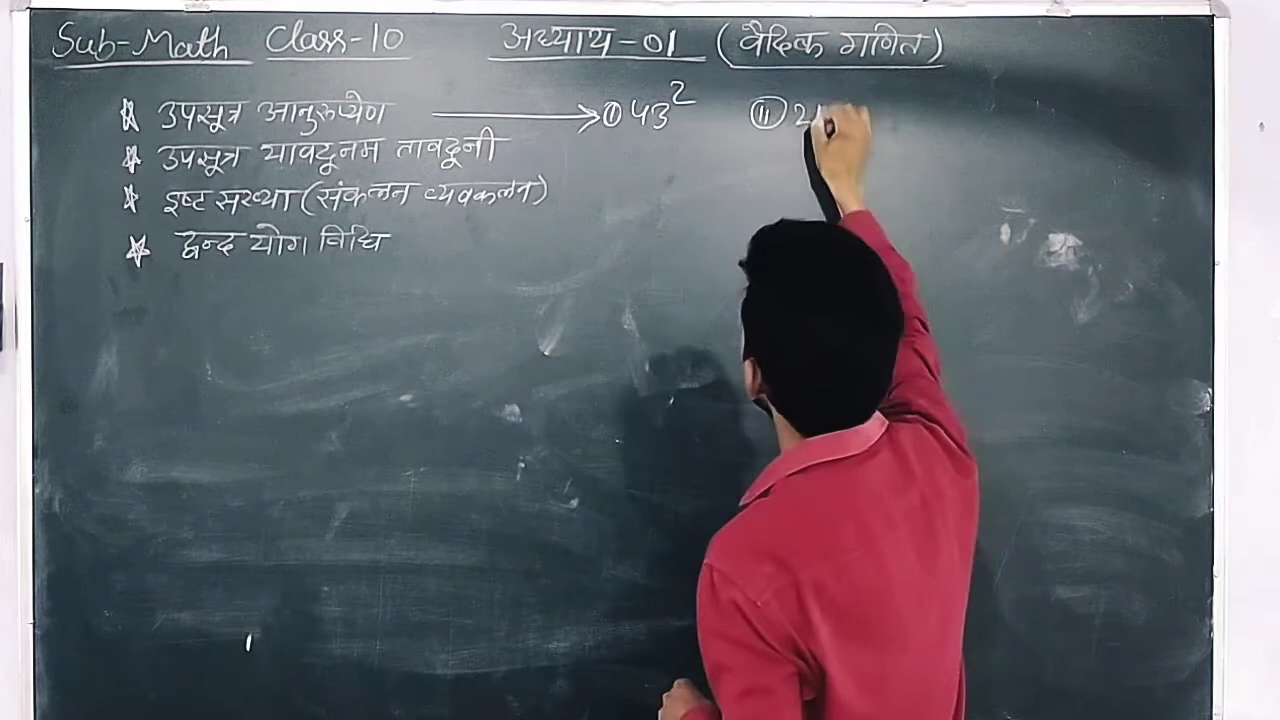 Sub-Math Class-10 अध्याय-01 (वैदिक गणित)
★ उपसूत्र आनुरूप्येण → ① 43² ⑪ 2
★ उपसूत्र यावदूनम तावदूनी
★ इष्ट संख्या (संकलन व्यवकलन)
★ द्वन्द योग विधि